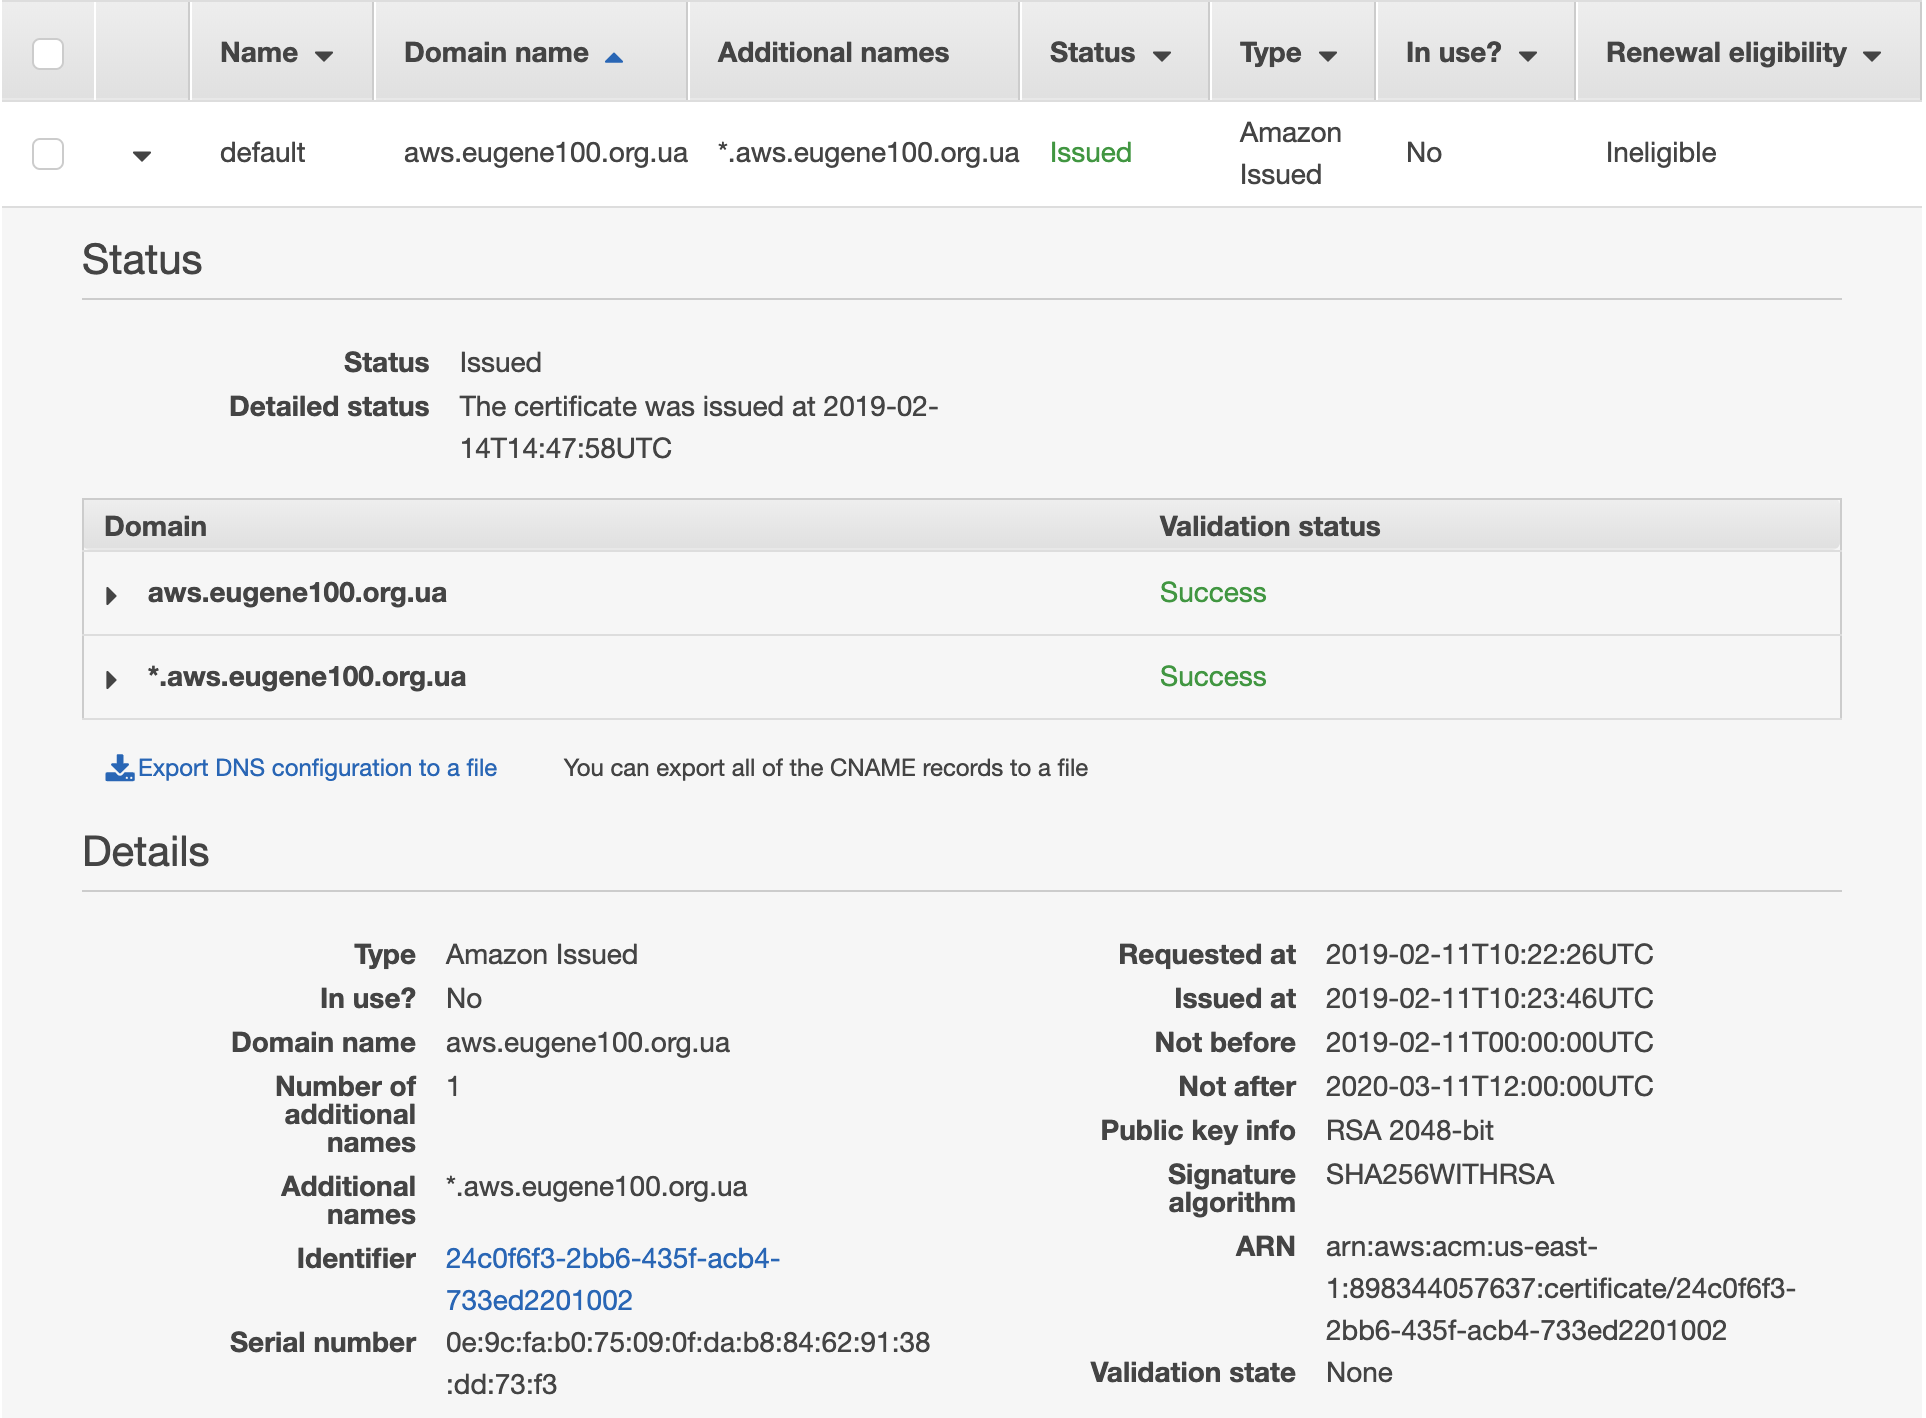 Name Domain name Additional names Status Type In use? Renewal eligibility
default aws.eugene100.org.ua *.aws.eugene100.org.ua Issued Amazon Issued No Ineligible
Status
Status Issued
Detailed status The certificate was issued at 2019-02-
14T14:47:58UTC
Domain Validation status
aws.eugene100.org.ua Success
*.aws.eugene100.org.ua Success
Export DNS configuration to a file You can export all of the CNAME records to a file
Details
Type Amazon Issued
In use? No
Domain name aws.eugene100.org.ua
Number of 1
additional
names
Additional *.aws.eugene100.org.ua
names
Identifier 24c0f6f3-2bb6-435f-acb4-
733ed2201002
Serial number 0e:9c:fa:b0:75:09:0f:da:b8:84:62:91:38
:dd:73:f3
Requested at 2019-02-11T10:22:26UTC
Issued at 2019-02-11T10:23:46UTC
Not before 2019-02-11T00:00:00UTC
Not after 2020-03-11T12:00:00UTC
Public key info RSA 2048-bit
Signature SHA256WITHRSA
algorithm
ARN arn:aws:acm:us-east-
1:898344057637:certificate/24c0f6f3-
2bb6-435f-acb4-733ed2201002
Validation state None